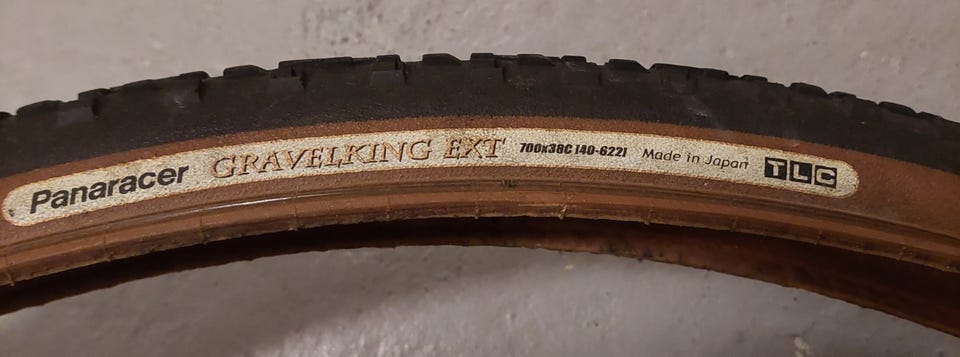 Panaracer GRAVELKING EXT 700x38C [40-622] Made in Japan TLC